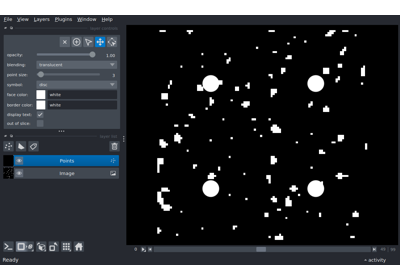 File View Layers Plugins Window Help
opacity: 1.00
blending: translucent
point size:
symbol: disc
face color: white
border color: white
display text:
out of slice:
Points
Image
Ready
activity